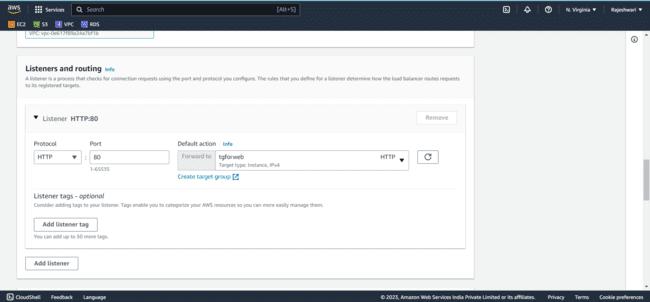 aws
Services
Search
[Alt+S]
N. Virginia
Rajeshwari
EC2
S3
VPC
RDS
Listeners and routing Info
A listener is a process that checks for connection requests using the port and protocol you configure. The rules that you define for a listener determine how the load balancer routes requests
to its registered targets.
Listener HTTP:80
Remove
Protocol
Port
Default action Info
HTTP
:
80
Forward to
tgforweb
HTTP
Target type: Instance, IPv4
1-65535
Create target group
Listener tags - optional
Consider adding tags to your listener. Tags enable you to categorize your AWS resources so you can more easily manage them.
Add listener tag
You can add up to 50 more tags.
Add listener
CloudShell
Feedback
Language
© 2023, Amazon Web Services India Private Limited or its affiliates.
Privacy
Terms
Cookie preferences